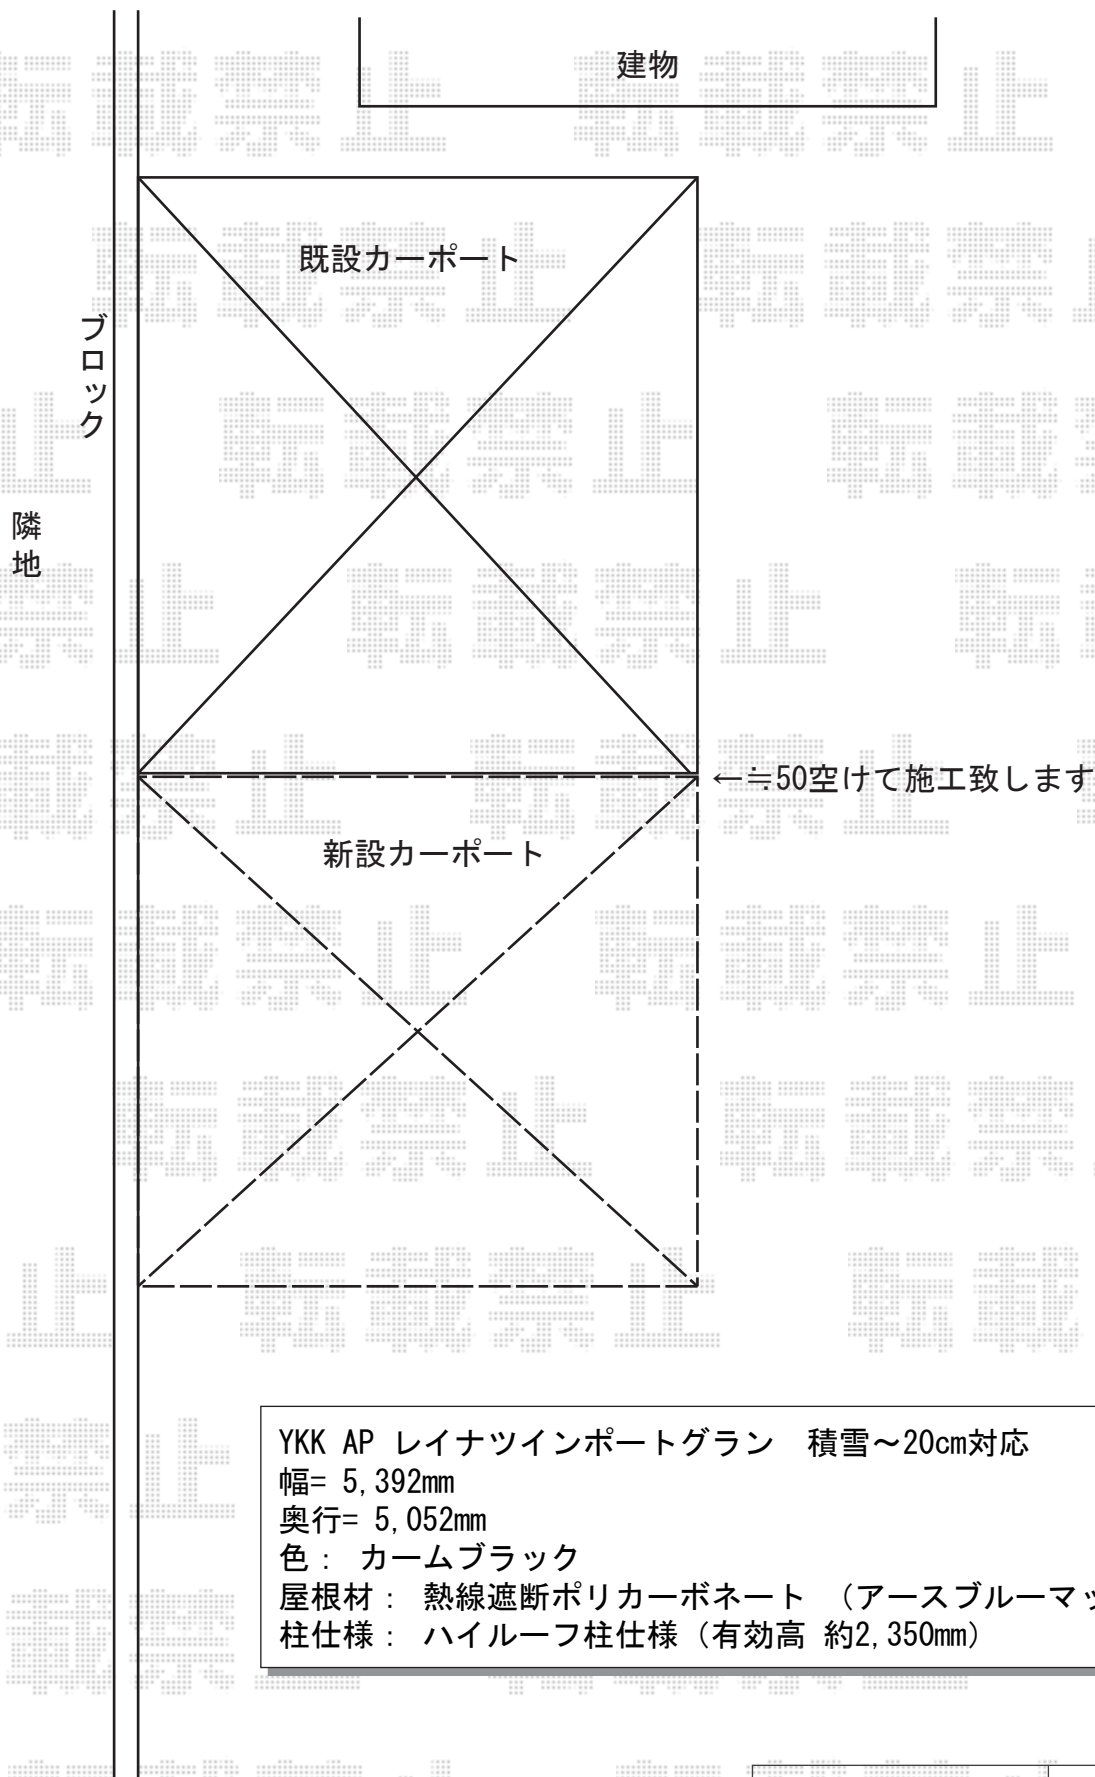 建物
既設カーポート
ブロック
隣地
←≒50空けて施工致します
新設カーポート
YKK AP レイナツインポートグラン 積雪～20cm対応
幅= 5,392mm
奥行= 5,052mm
色： カームブラック
屋根材： 熱線遮断ポリカーボネート （アースブルーマッ
柱仕様： ハイルーフ柱仕様（有効高 約2,350mm）
転載禁止